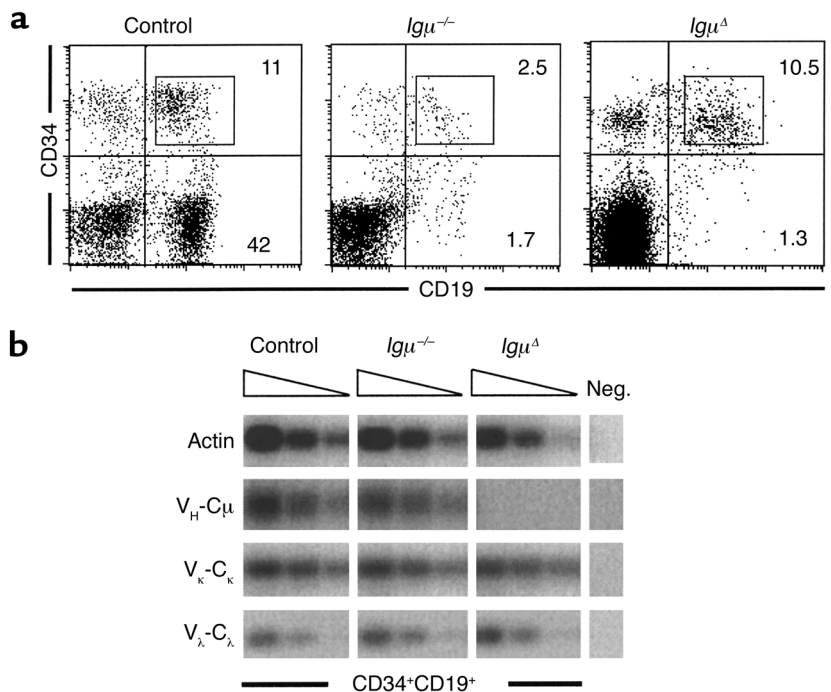 a
Control Igμ−/− IgμΔ
11 2.5 10.5
CD34
42 1.7 1.3
CD19
b
Control Igμ−/− IgμΔ
Neg.
Actin
VH-Cμ
Vκ-Cκ
Vλ-Cλ
CD34+CD19+